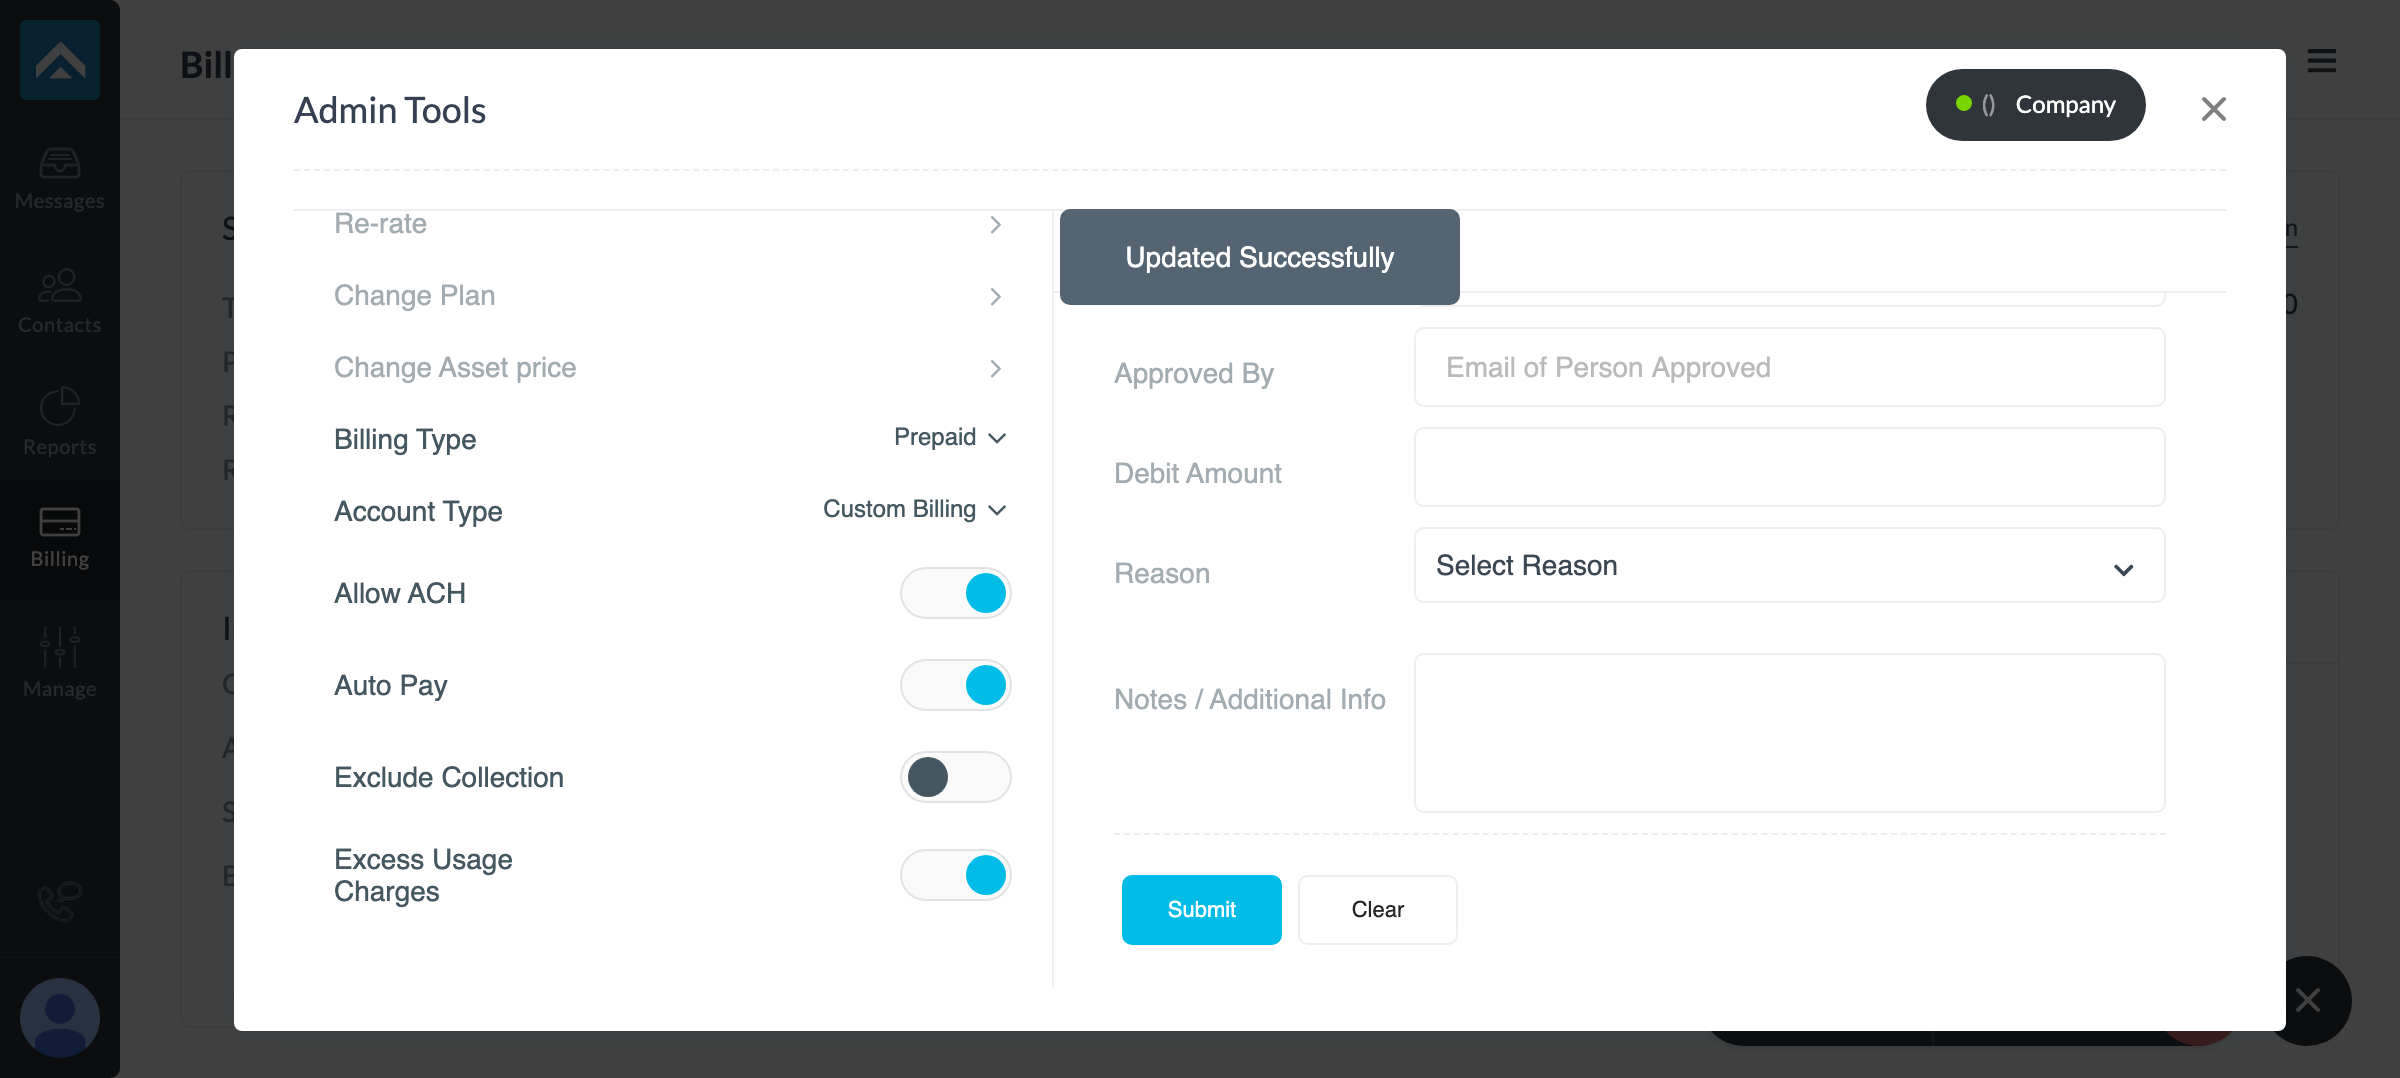 Bill
Admin Tools
() Company
Messages
Contacts
Reports
Billing
Manage
Re-rate
Change Plan
Change Asset price
Billing Type Prepaid
Account Type Custom Billing
Allow ACH
Auto Pay
Exclude Collection
Excess Usage
Charges
Updated Successfully
Approved By Email of Person Approved
Debit Amount
Reason Select Reason
Notes / Additional Info
Submit Clear